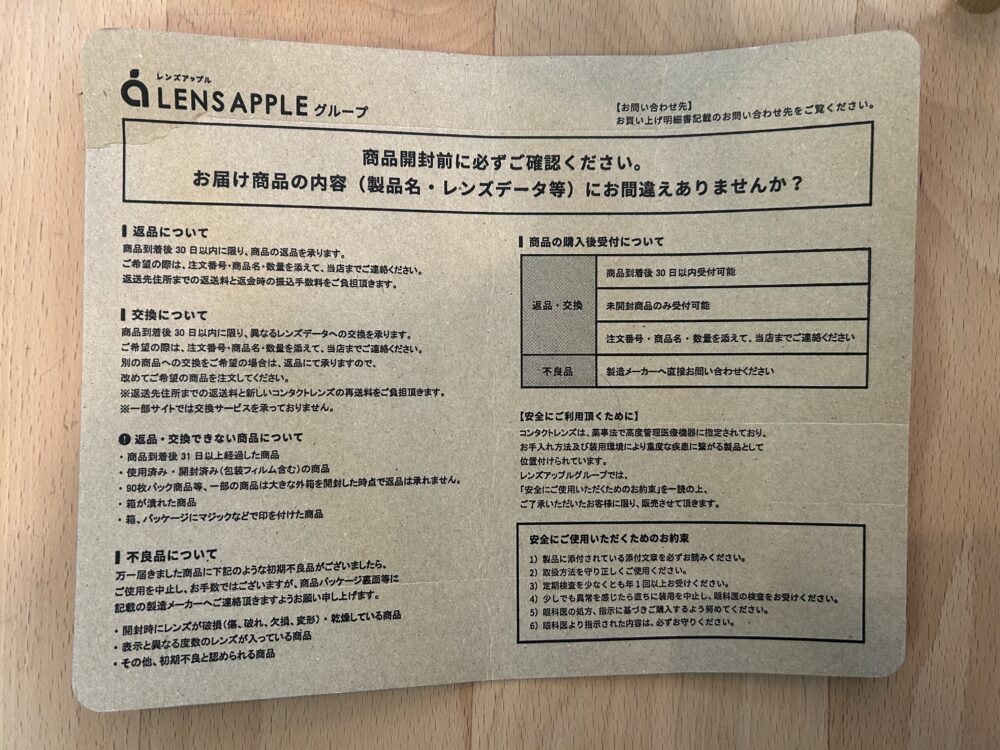 レンズアップル
LENS APPLE グループ
【お問い合わせ先】
お買い上げ明細書記載のお問い合わせ先をご覧ください。
商品開封前に必ずご確認ください。
お届け商品の内容（製品名・レンズデータ等）にお間違えありませんか？
返品について
商品到着後 30 日以内に限り、商品の返品を承ります。
ご希望の際は、注文番号・商品名・数量を添えて、当店までご連絡ください。
返送先住所までの返送料と返金時の振込手数料をご負担頂きます。
交換について
商品到着後 30 日以内に限り、異なるレンズデータへの交換を承ります。
ご希望の際は、注文番号・商品名・数量を添えて、当店までご連絡ください。
別の商品への交換をご希望の場合は、返品にて承りますので、
改めてご希望の商品を注文してください。
※返送先住所までの返送料と新しいコンタクトレンズの再送料をご負担頂きます。
※一部サイトでは交換サービスを承っておりません。
! 返品・交換できない商品について
・商品到着後 31 日以上経過した商品
・使用済み・開封済み（包装フィルム含む）の商品
・90枚パック商品等、一部の商品は大きな外箱を開封した時点で返品は承れません。
・箱が潰れた商品
・箱、パッケージにマジックなどで印を付けた商品
不良品について
万一届きました商品に下記のような初期不良品がございましたら、
ご使用を中止し、お手数ではございますが、商品パッケージ裏面等に
記載の製造メーカーへご連絡頂きますようお願い申し上げます。
・開封時にレンズが破損（傷、破れ、欠損、変形）・乾燥している商品
・表示と異なる度数のレンズが入っている商品
・その他、初期不良と認められる商品
商品の購入後受付について
返品・交換
商品到着後 30 日以内受付可能
未開封商品のみ受付可能
注文番号・商品名・数量を添えて、当店までご連絡ください
不良品
製造メーカーへ直接お問い合わせください
【安全にご利用頂くために】
コンタクトレンズは、薬事法で高度管理医療機器に指定されており、
お手入れ方法及び装用環境により重度な疾患に繋がる製品として
位置付けられています。
レンズアップルグループでは、
「安全にご使用いただくためのお約束」を一読の上、
ご了承いただいたお客様に限り、販売させて頂きます。
安全にご使用いただくためのお約束
1）製品に添付されている添付文章を必ずお読みください。
2）取扱方法を守り正しくご使用ください。
3）定期検査を少なくとも年１回以上お受けください。
4）少しでも異常を感じたら直ちに装用を中止し、眼科医の検査をお受けください。
5）眼科医の処方、指示に基づきご購入するよう努めてください。
6）眼科医より指示された内容は、必ずお守りください。